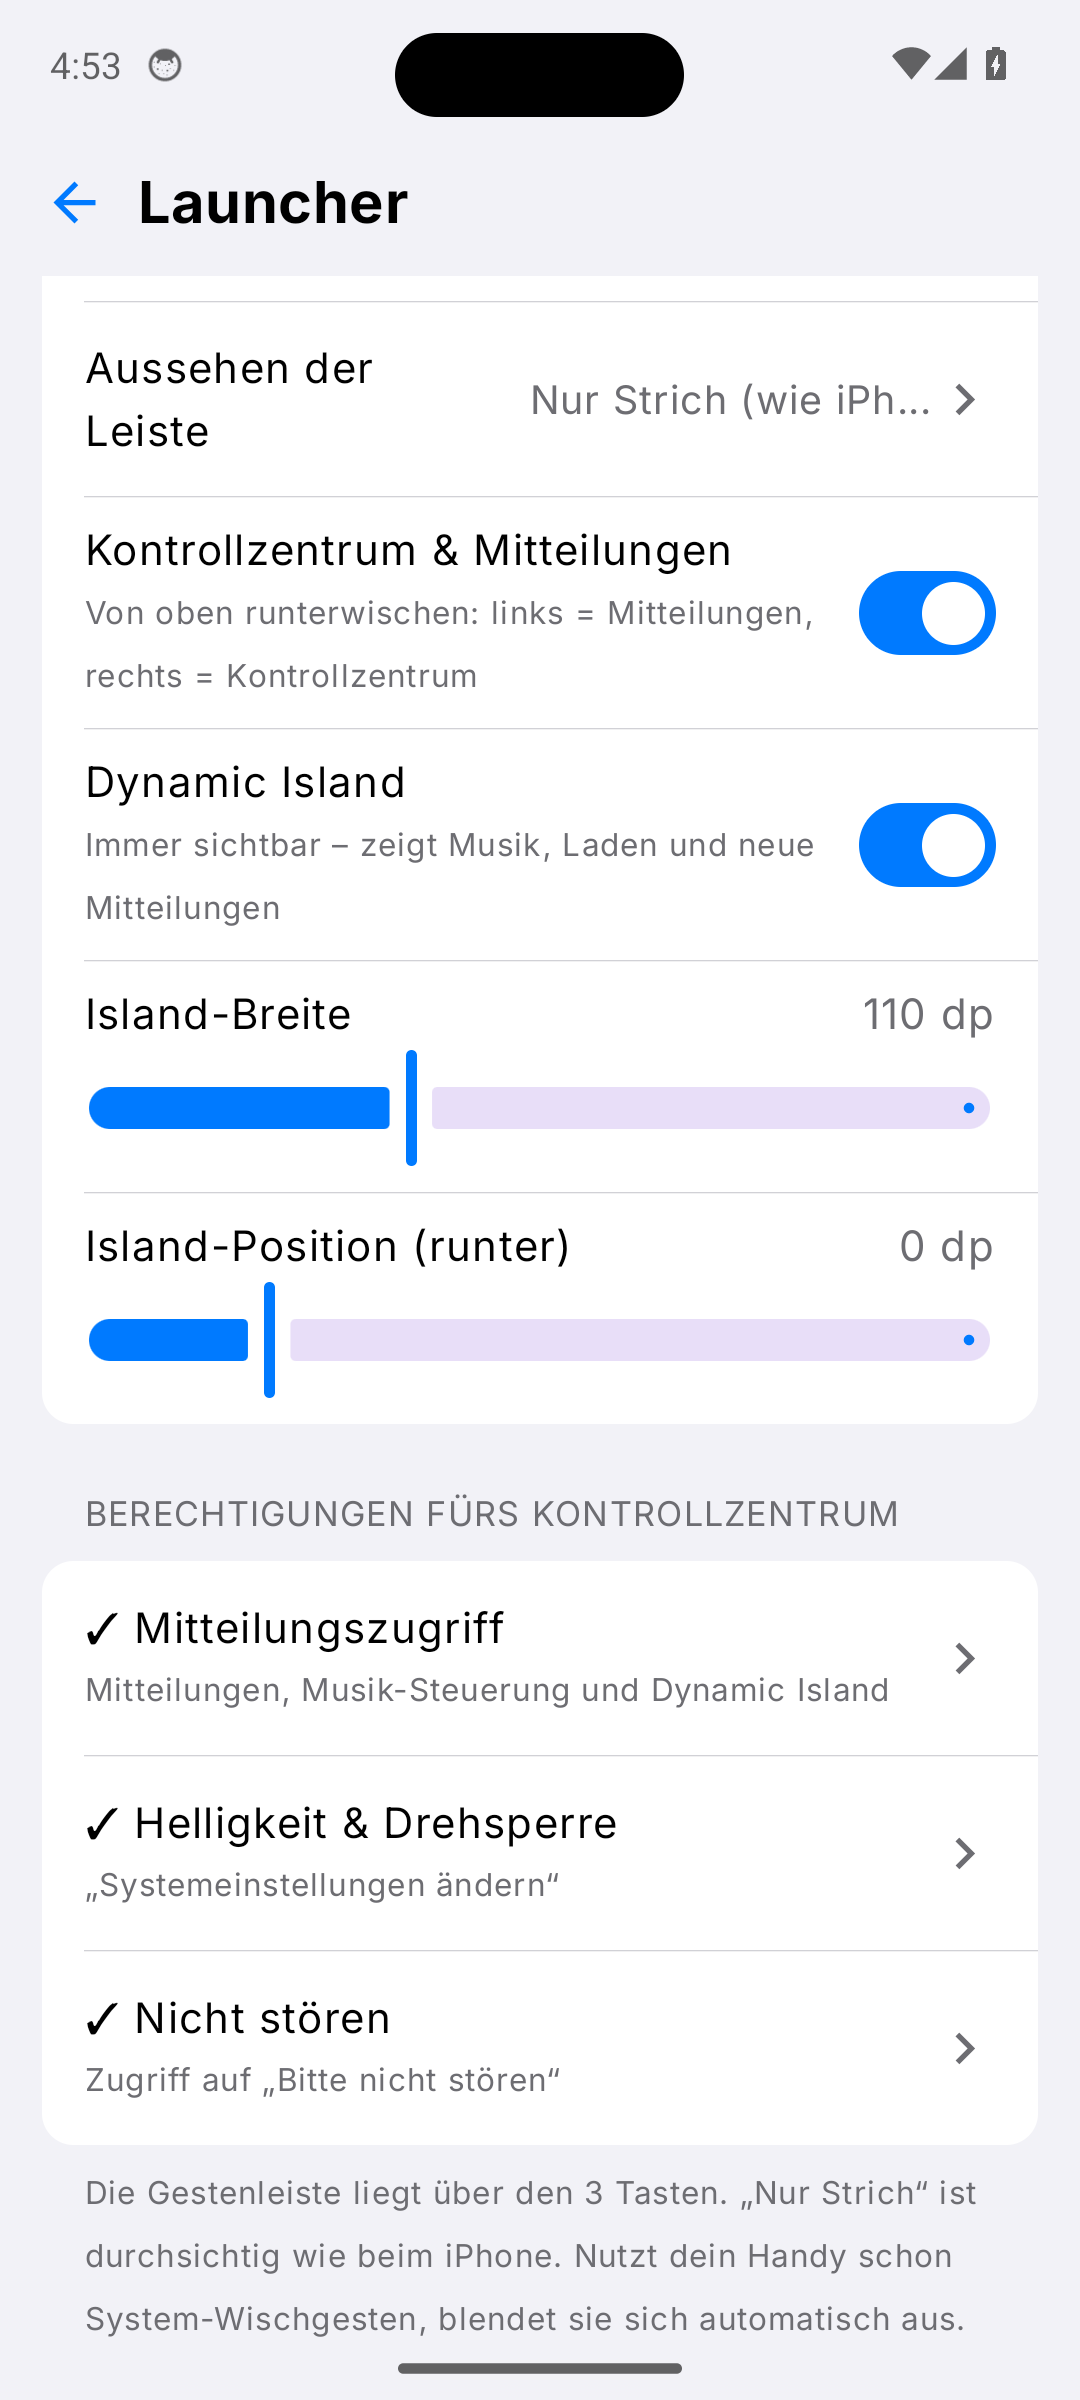 4:53
Launcher
Aussehen der
Leiste
Nur Strich (wie iPh...
Kontrollzentrum & Mitteilungen
Von oben runterwischen: links = Mitteilungen,
rechts = Kontrollzentrum
Dynamic Island
Immer sichtbar – zeigt Musik, Laden und neue
Mitteilungen
Island-Breite
110 dp
Island-Position (runter)
0 dp
BERECHTIGUNGEN FÜRS KONTROLLZENTRUM
✓ Mitteilungszugriff
Mitteilungen, Musik-Steuerung und Dynamic Island
✓ Helligkeit & Drehsperre
„Systemeinstellungen ändern“
✓ Nicht stören
Zugriff auf „Bitte nicht stören“
Die Gestenleiste liegt über den 3 Tasten. „Nur Strich“ ist
durchsichtig wie beim iPhone. Nutzt dein Handy schon
System-Wischgesten, blendet sie sich automatisch aus.